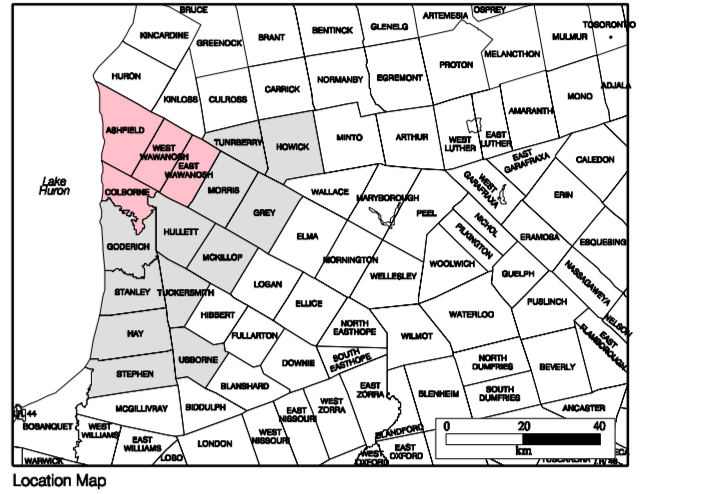 BRUCE
OSPREY
ARTEMESIA
KINCARDINE
GREENOCK
BRANT
BENTINCK
GLENELG
TOSORONTO
MULMUR
MELANCTHON
PROTON
HURON
KINLOSS
CULROSS
CARRICK
NORMANBY
EGREMONT
ADJALA
MONO
AMARANTH
ASHFIELD
WEST
WAWANOSH
EAST
WAWANOSH
TUNRBERRY
HOWICK
MINTO
ARTHUR
WEST
LUTHER
EAST
LUTHER
EAST
GARAFRAXA
CALEDON
Lake
Huron
COLBORNE
MORRIS
WALLACE
MARYBOROUGH
WEST
GARAFRAXA
ERIN
GREY
PEEL
NICHOL
PILKINGTON
GODERICH
HULLETT
MCKILLOP
ELMA
MORNINGTON
WELLESLEY
WOOLWICH
ERAMOSA
ESQUESING
GUELPH
NASSAGAWEYA
STANLEY
TUCKERSMITH
LOGAN
ELLICE
HIBBERT
PUSLINCH
NELSON
HAY
FULLARTON
NORTH
EASTHOPE
WILMOT
WATERLOO
EAST
FLAMBOROUGH
STEPHEN
USBORNE
DOWNIE
SOUTH
EASTHOPE
NORTH
DUMFRIES
BEVERLY
BLANSHARD
EAST
ZORRA
BLENHEIM
SOUTH
DUMFRIES
MCGILLIVRAY
BIDDULPH
EAST
NISSOURI
WEST
ZORRA
ANCASTER
44
BOSANQUET
WEST
WILLIAMS
EAST
WILLIAMS
LOBO
LONDON
WEST
NISSOURI
BLANDFORD
WEST
OXFORD
EAST
OXFORD
WARWICK
0 20 40
km
Location Map